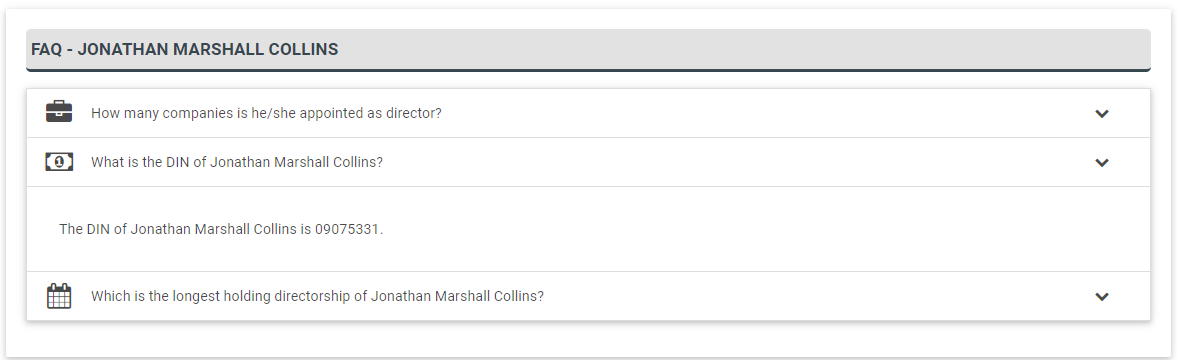 FAQ - JONATHAN MARSHALL COLLINS
How many companies is he/she appointed as director?
What is the DIN of Jonathan Marshall Collins?
The DIN of Jonathan Marshall Collins is 09075331.
Which is the longest holding directorship of Jonathan Marshall Collins?